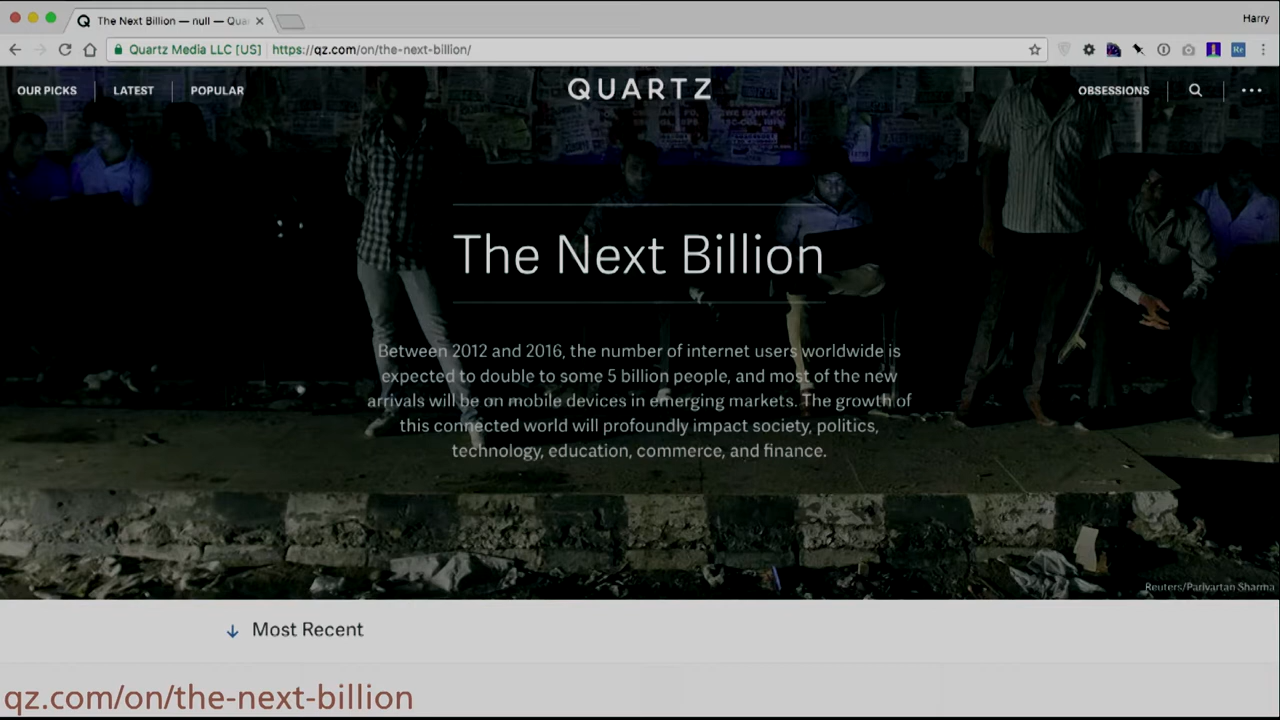 The Next Billion — null — Qua
Harry
Quartz Media LLC [US] https://qz.com/on/the-next-billion/
OUR PICKS
LATEST
POPULAR
QUARTZ
OBSESSIONS
The Next Billion
Between 2012 and 2016, the number of internet users worldwide is
expected to double to some 5 billion people, and most of the new
arrivals will be on mobile devices in emerging markets. The growth of
this connected world will profoundly impact society, politics,
technology, education, commerce, and finance.
Reuters/Parivartan Sharma
Most Recent
qz.com/on/the-next-billion